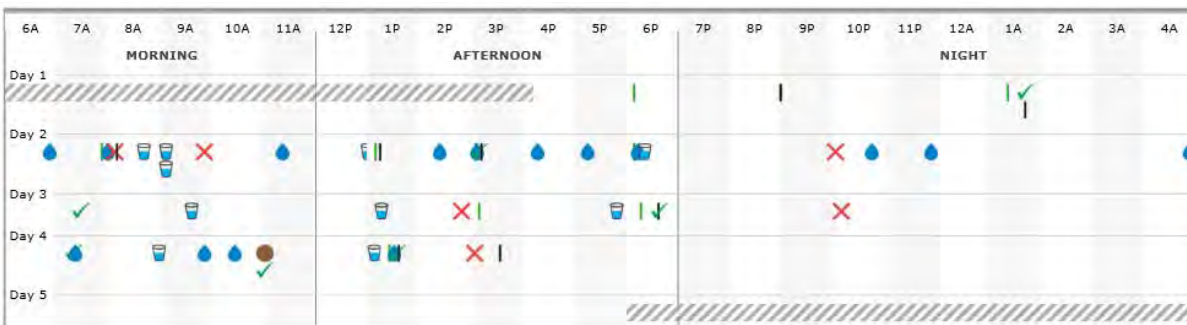 6A 7A 8A 9A 10A 11A 12P 1P 2P 3P 4P 5P 6P 7P 8P 9P 10P 11P 12A 1A 2A 3A 4A
MORNING AFTERNOON NIGHT
Day 1
Day 2
Day 3
Day 4
Day 5